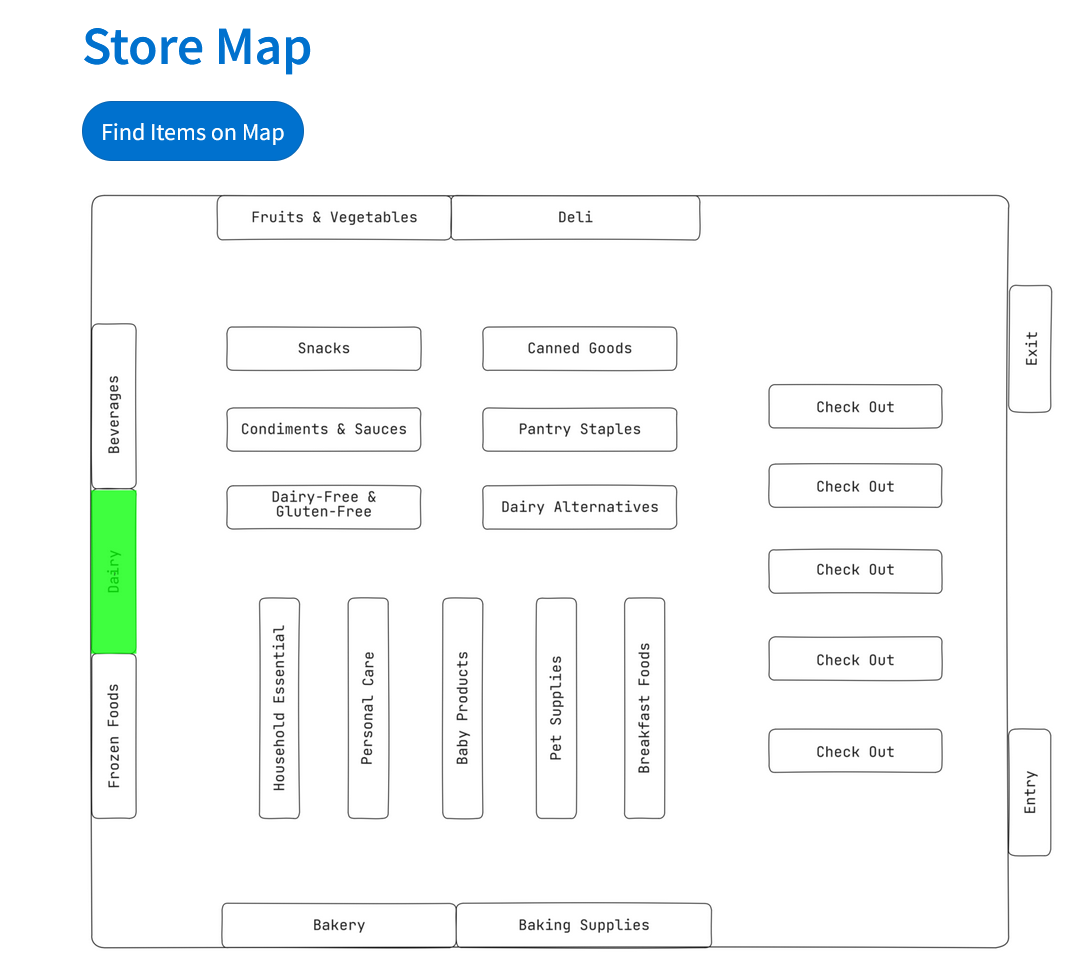 Store Map
Find Items on Map
Fruits & Vegetables
Deli
Snacks
Canned Goods
Exit
Beverages
Check Out
Condiments & Sauces
Pantry Staples
Check Out
Dairy-Free &
Gluten-Free
Dairy Alternatives
Dairy
Check Out
Household Essential
Personal Care
Baby Products
Pet Supplies
Breakfast Foods
Check Out
Frozen Foods
Check Out
Entry
Bakery
Baking Supplies